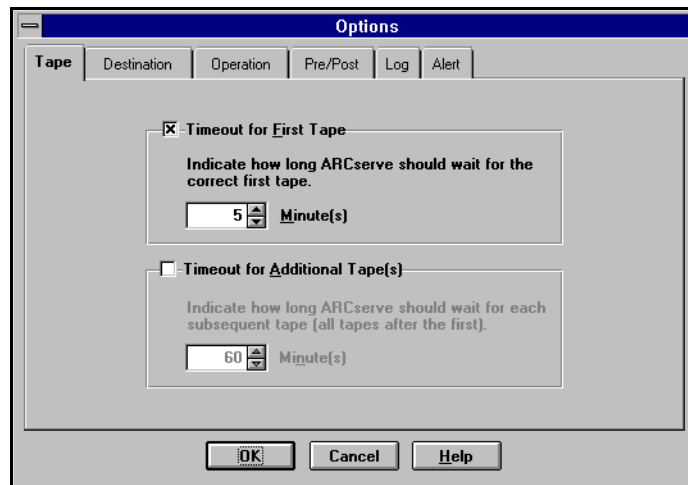 Options
Tape Destination Operation Pre/Post Log Alert
Timeout for First Tape
Indicate how long ARCserve should wait for the
correct first tape.
5 Minute(s)
Timeout for Additional Tape(s)
Indicate how long ARCserve should wait for each
subsequent tape (all tapes after the first).
60 Minute(s)
OK Cancel Help